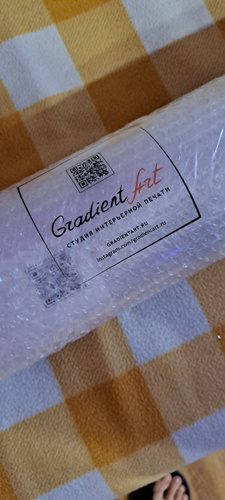 Gradient Art
СТУДИЯ ИНТЕРЬЕРНОЙ ПЕЧАТИ
GRADIENTART.RU
instagram.com/gradientart.ru